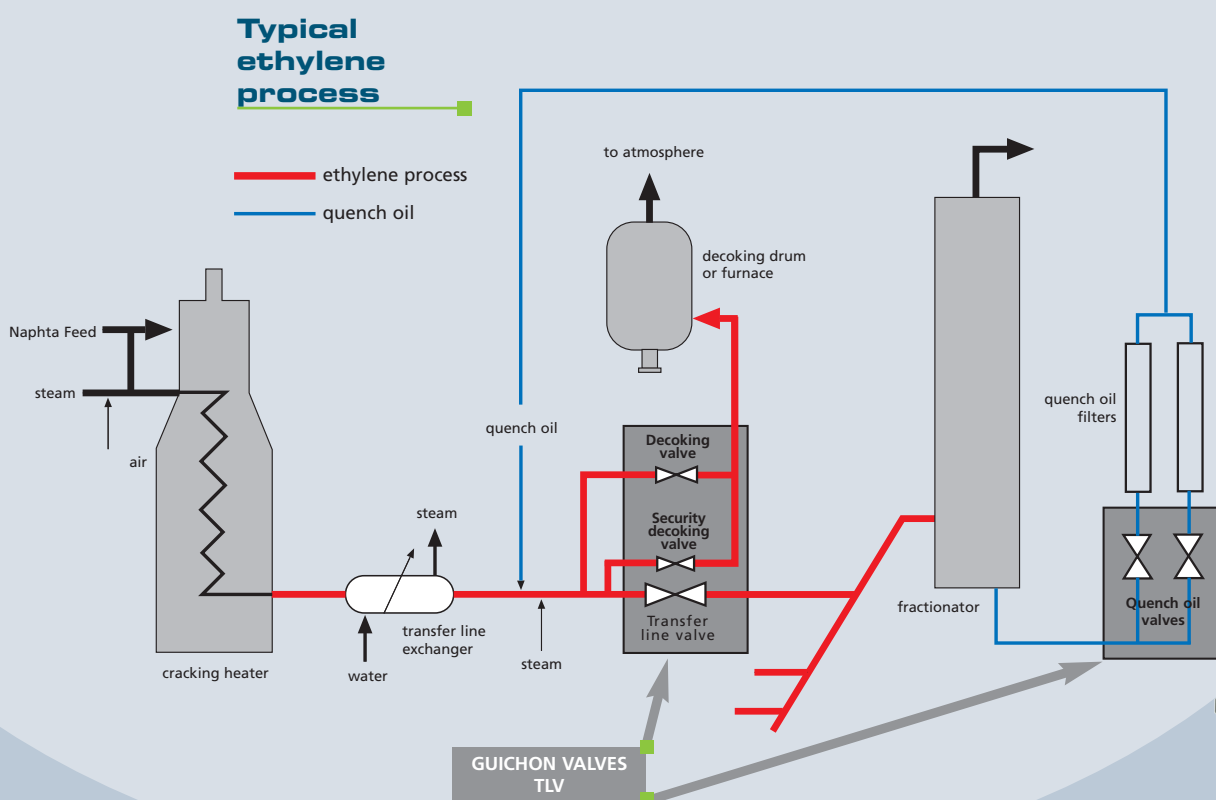 Typical
ethylene
process
ethylene process
quench oil
to atmosphere
decoking drum
or furnace
Naphta Feed
steam
air
cracking heater
steam
water
transfer line
exchanger
quench oil
steam
Decoking
valve
Security
decoking
valve
Transfer
line valve
fractionator
quench oil
filters
Quench oil
valves
GUICHON VALVES
TLV